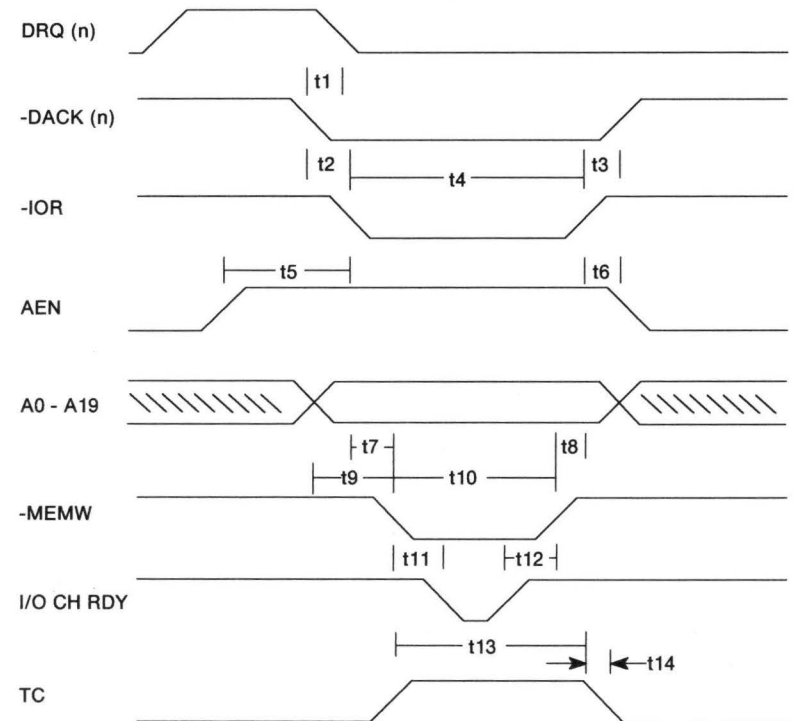 DRQ (n)
t1
-DACK (n)
t2
t4
t3
-IOR
t5
t6
AEN
A0 - A19
t7
t8
t9
t10
-MEMW
t11
t12
I/O CH RDY
t13
t14
TC